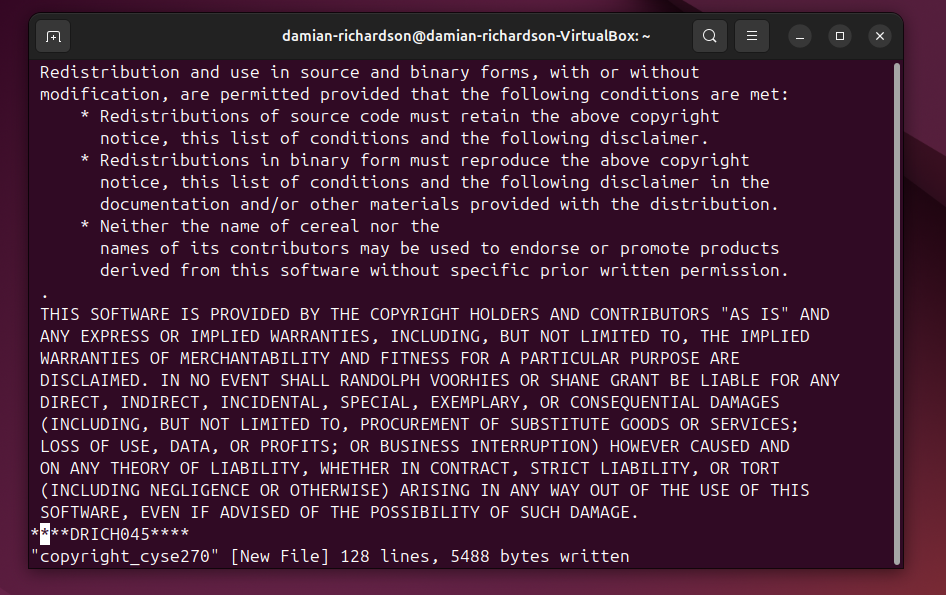 damian-richardson@damian-richardson-VirtualBox: ~
Redistribution and use in source and binary forms, with or without
modification, are permitted provided that the following conditions are met:
* Redistributions of source code must retain the above copyright
notice, this list of conditions and the following disclaimer.
* Redistributions in binary form must reproduce the above copyright
notice, this list of conditions and the following disclaimer in the
documentation and/or other materials provided with the distribution.
* Neither the name of cereal nor the
names of its contributors may be used to endorse or promote products
derived from this software without specific prior written permission.
.
THIS SOFTWARE IS PROVIDED BY THE COPYRIGHT HOLDERS AND CONTRIBUTORS "AS IS" AND
ANY EXPRESS OR IMPLIED WARRANTIES, INCLUDING, BUT NOT LIMITED TO, THE IMPLIED
WARRANTIES OF MERCHANTABILITY AND FITNESS FOR A PARTICULAR PURPOSE ARE
DISCLAIMED. IN NO EVENT SHALL RANDOLPH VOORHIES OR SHANE GRANT BE LIABLE FOR ANY
DIRECT, INDIRECT, INCIDENTAL, SPECIAL, EXEMPLARY, OR CONSEQUENTIAL DAMAGES
(INCLUDING, BUT NOT LIMITED TO, PROCUREMENT OF SUBSTITUTE GOODS OR SERVICES;
LOSS OF USE, DATA, OR PROFITS; OR BUSINESS INTERRUPTION) HOWEVER CAUSED AND
ON ANY THEORY OF LIABILITY, WHETHER IN CONTRACT, STRICT LIABILITY, OR TORT
(INCLUDING NEGLIGENCE OR OTHERWISE) ARISING IN ANY WAY OUT OF THE USE OF THIS
SOFTWARE, EVEN IF ADVISED OF THE POSSIBILITY OF SUCH DAMAGE.
****DRICH045****
"copyright_cyse270" [New File] 128 lines, 5488 bytes written